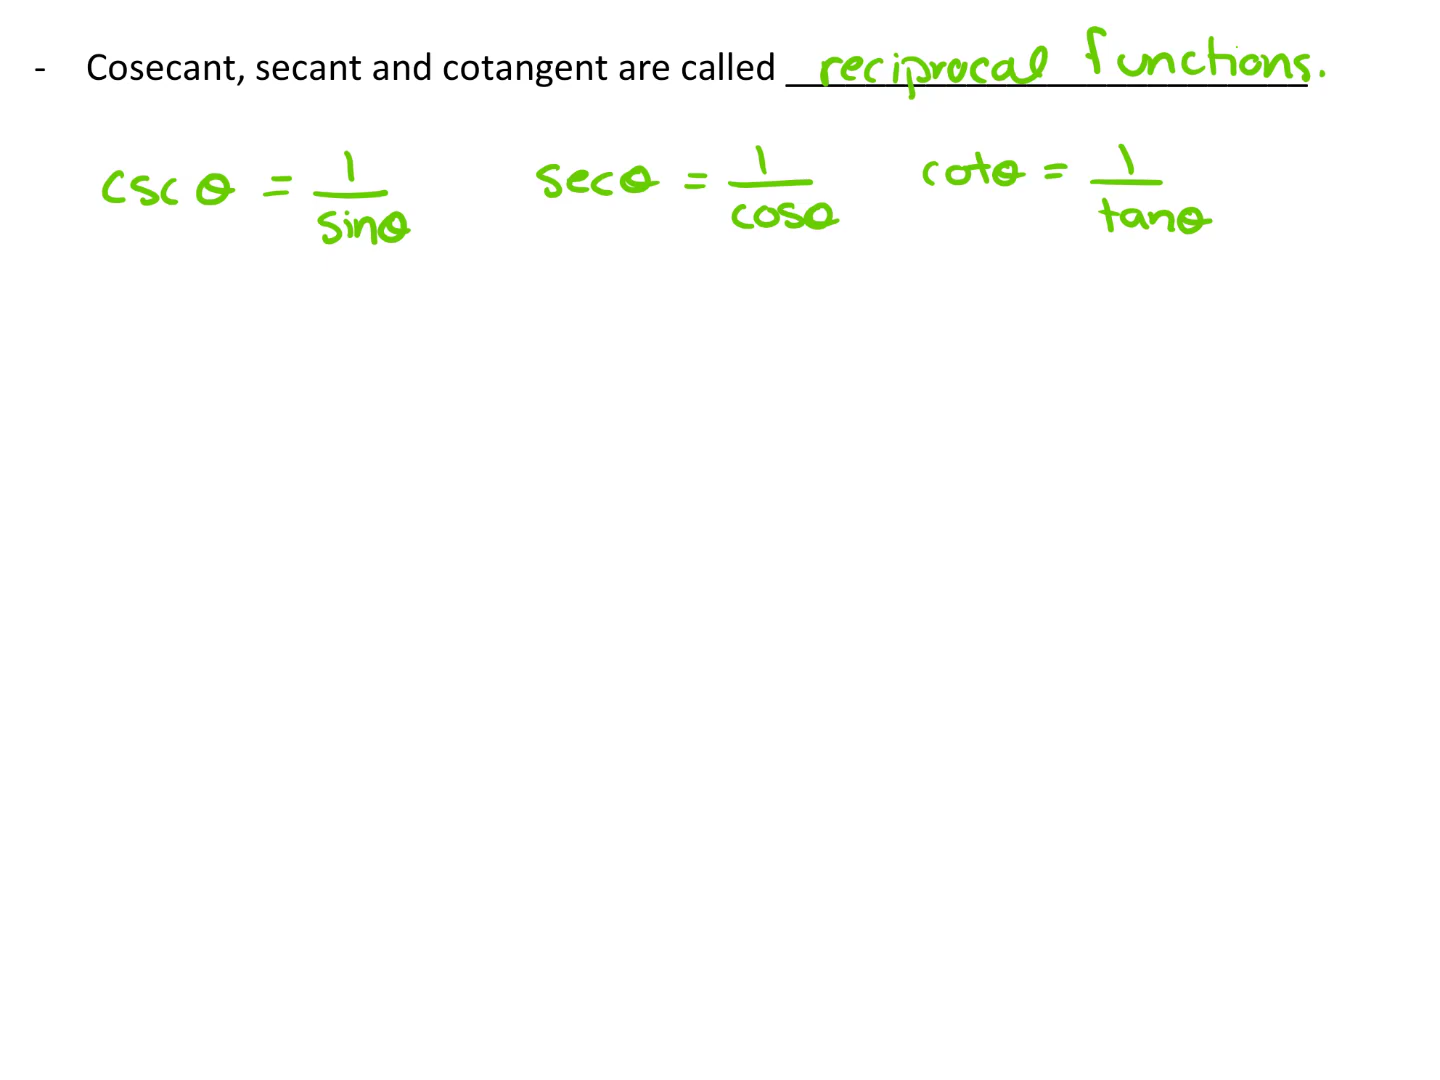 - Cosecant, secant and cotangent are called reciprocal functions.
csc θ = 1/sinθ secθ = 1/cosθ cotθ = 1/tanθ